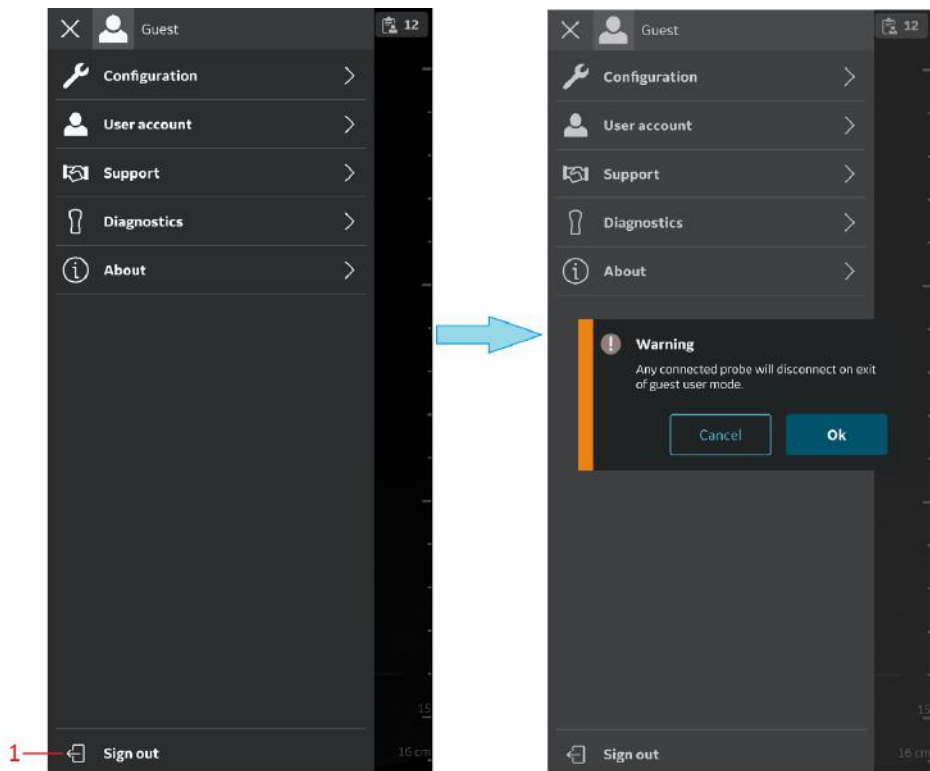 Guest
12
Configuration
User account
Support
Diagnostics
About
15
1
Sign out
16 cm
Guest
12
Configuration
User account
Support
Diagnostics
About
Warning
Any connected probe will disconnect on exit
of guest user mode.
Cancel
Ok
15
Sign out
16 cm